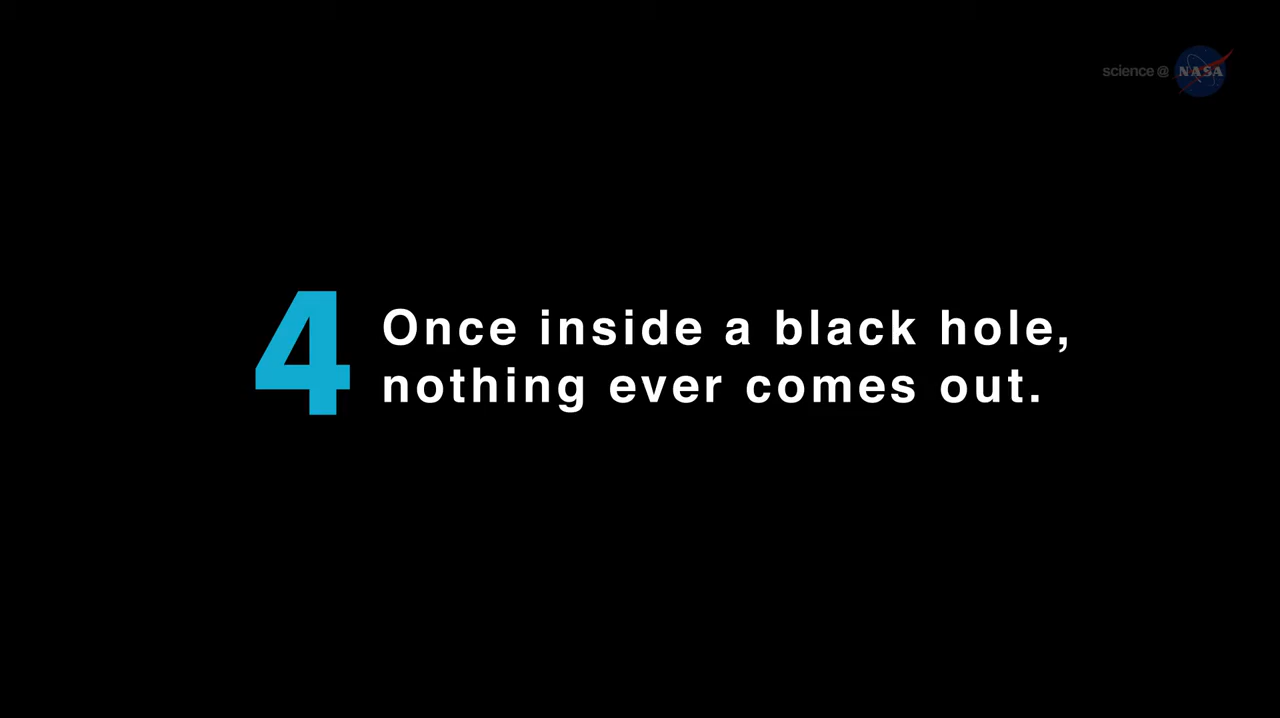 science @ NASA
4 Once inside a black hole,
nothing ever comes out.